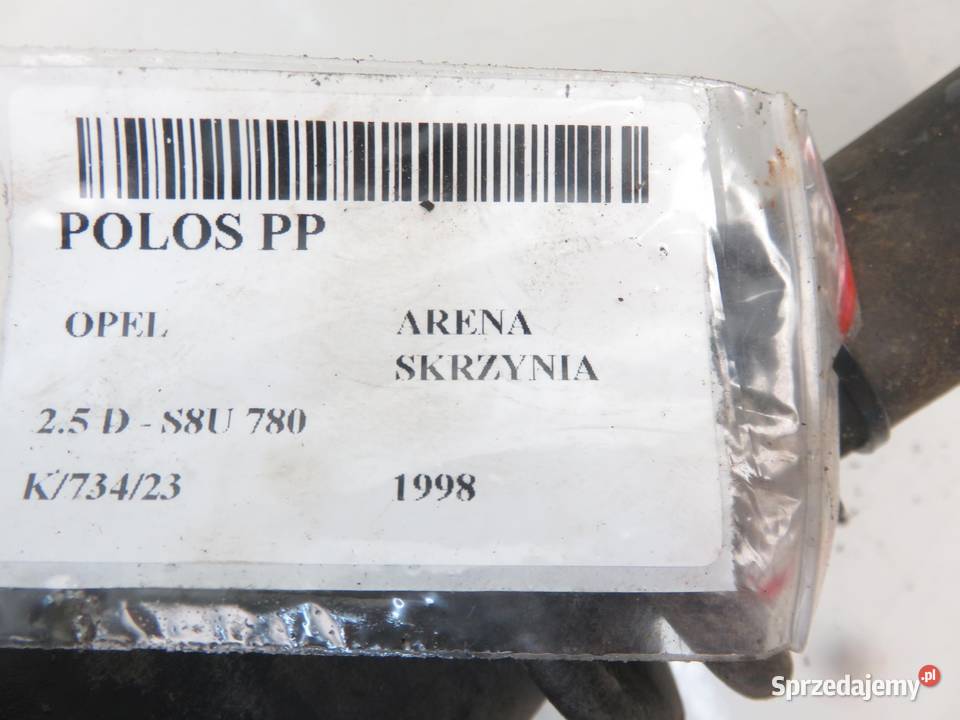 POLOS PP
OPEL ARENA
SKRZYNIA
2.5 D - S8U 780
K/734/23 1998
Sprzedajemy.pl